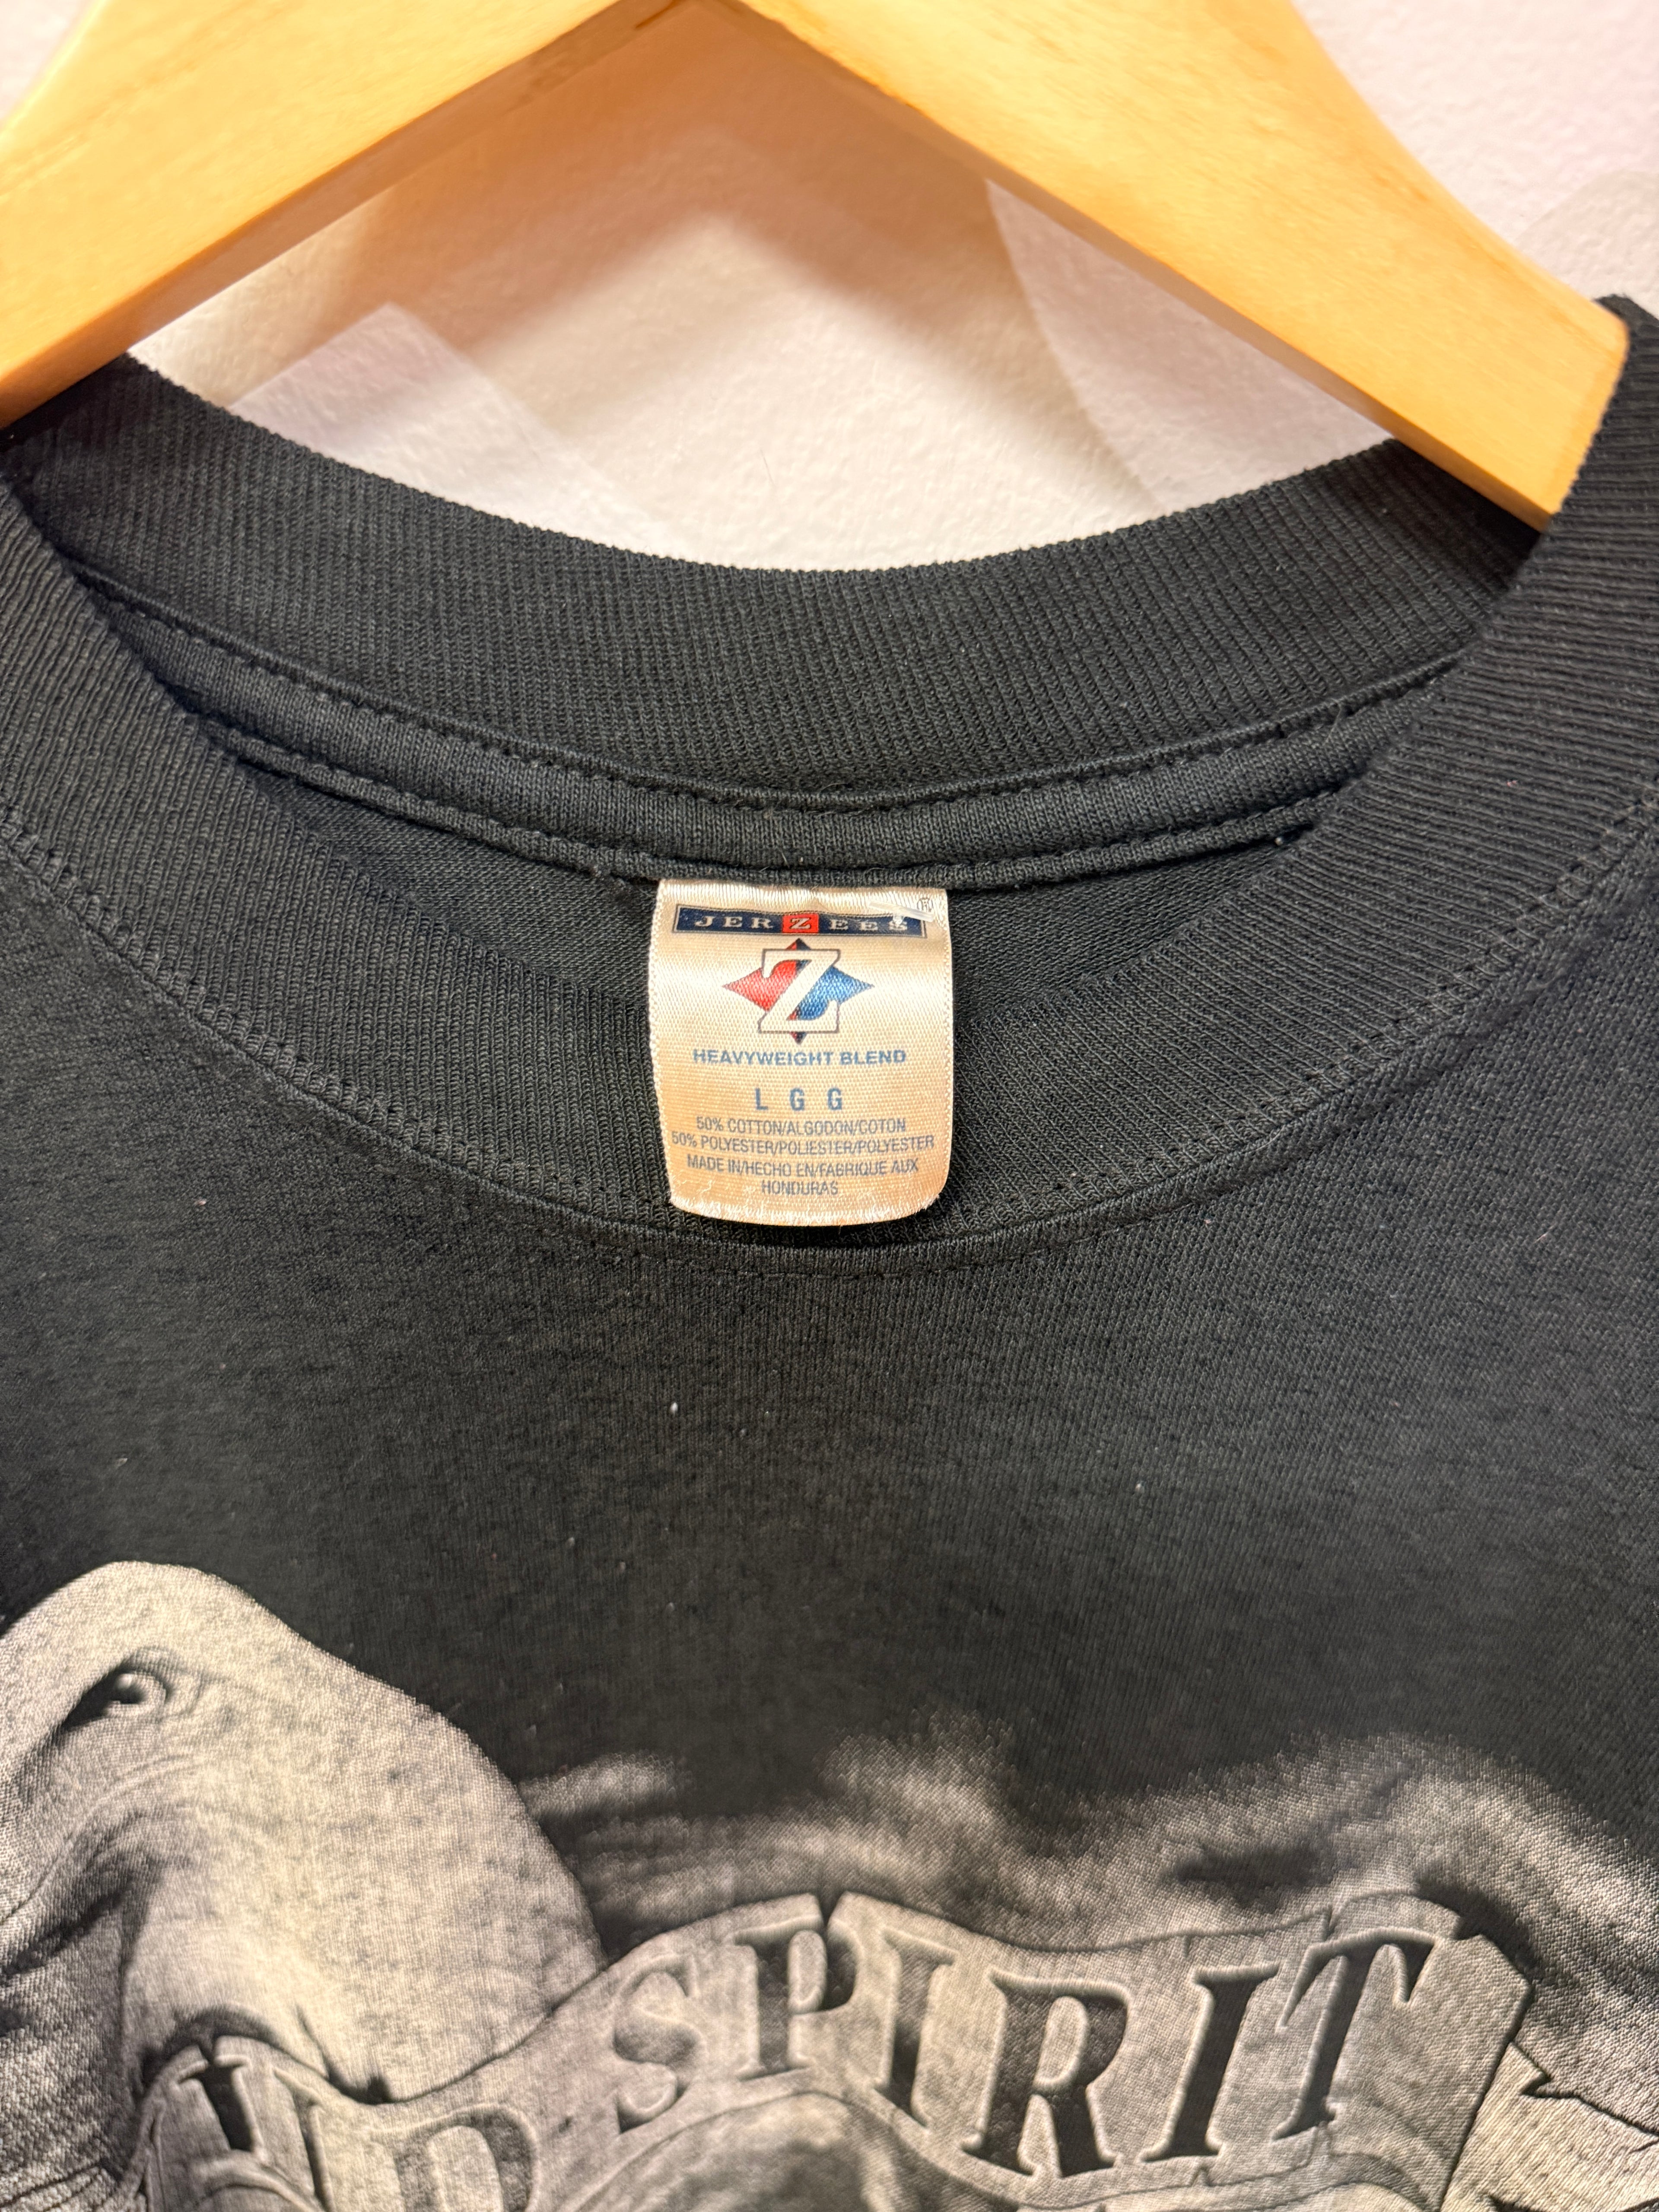 JERZEES ®
Z
HEAVYWEIGHT BLEND
L G G
50% COTTON/ALGODON/COTON
50% POLYESTER/POLIESTER/POLYESTER
MADE IN/HECHO EN/FABRIQUE AUX
HONDURAS
SPIRIT